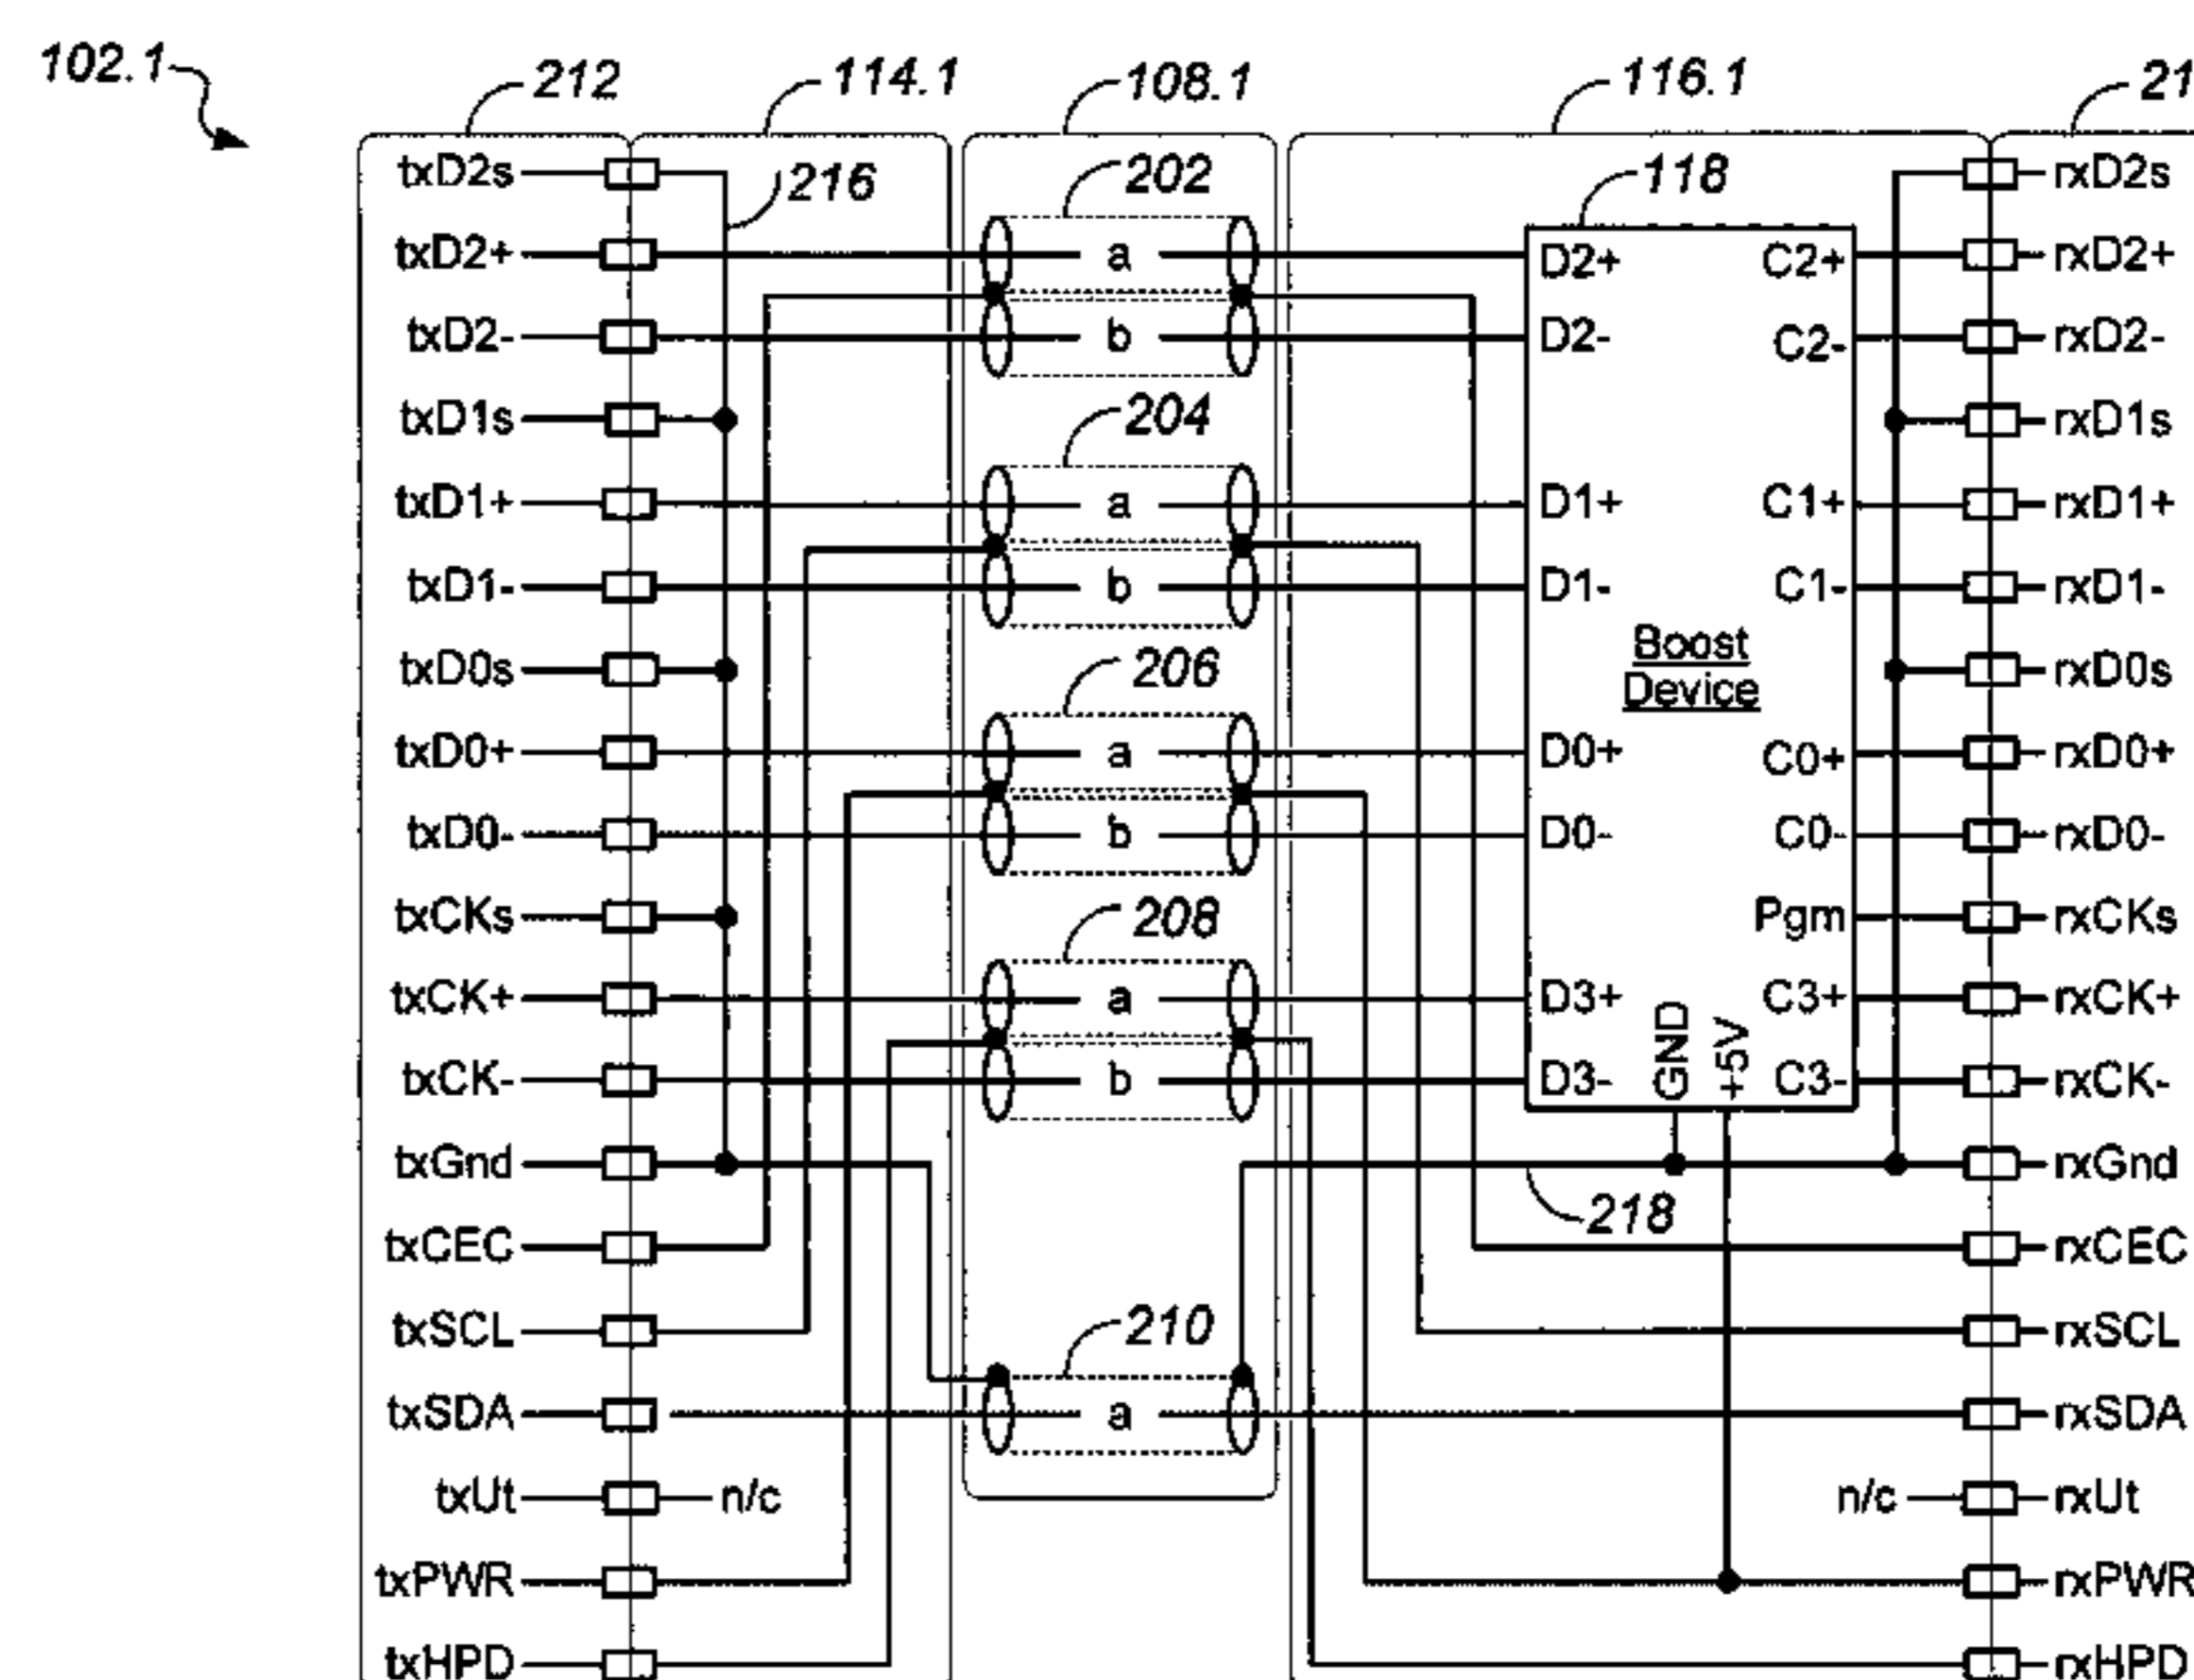 102.1
212
114.1
108.1
116.1
21
txD2s
216
202
118
rxD2s
txD2+
a
D2+
C2+
rxD2+
txD2-
b
D2-
C2-
rxD2-
txD1s
204
rxD1s
txD1+
a
D1+
C1+
rxD1+
txD1-
b
D1-
C1-
rxD1-
Boost
Device
txD0s
206
rxD0s
txD0+
a
D0+
C0+
rxD0+
txD0-
b
D0-
C0-
rxD0-
txCKs
208
Pgm
rxCKs
txCK+
a
D3+
C3+
rxCK+
txCK-
b
D3-
GND
+5V
C3-
rxCK-
txGnd
218
rxGnd
txCEC
rxCEC
txSCL
210
rxSCL
txSDA
a
rxSDA
txUt
n/c
n/c
rxUt
txPWR
rxPWR
txHPD
rxHPD